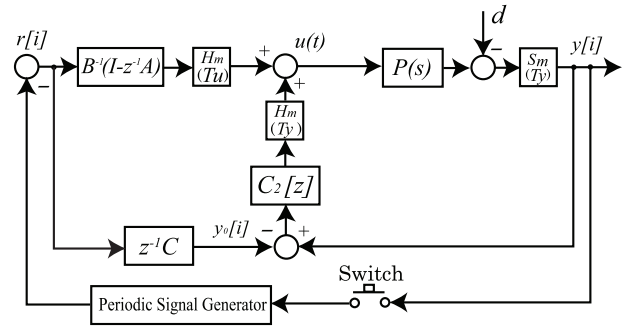 r[i]
B⁻¹(I-z⁻¹A)
Hm
(Tu)
+
+
u(t)
P(s)
d
−
Sm
(Ty)
y[i]
−
Hm
(Ty)
C₂[z]
z⁻¹C
y₀[i]
−
+
Switch
Periodic Signal Generator